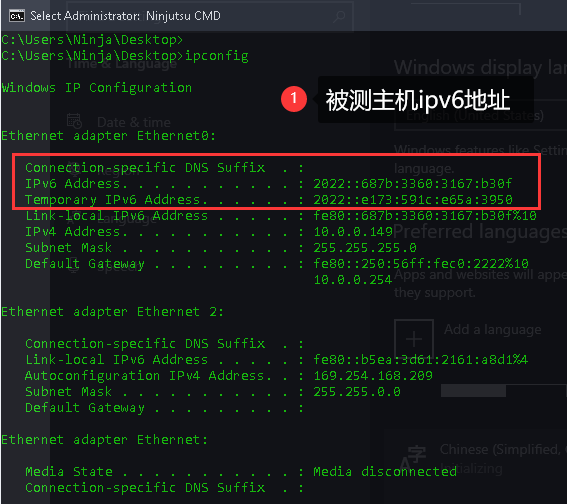 Select Administrator: Ninjutsu CMD
C:\Users\Ninja\Desktop>
C:\Users\Ninja\Desktop>ipconfig
Time & Language
Windows display lan
Windows IP Configuration
1 被测主机ipv6地址
English (United States)
Date & time
Ethernet adapter Ethernet0:
Windows features like Settin
language.
Connection-specific DNS Suffix . :
IPv6 Address. . . . . . . . . . . : 2022::687b:3360:3167:b30f
Temporary IPv6 Address. . . . . . : 2022::e173:591c:e65a:3950
Link-local IPv6 Address . . . . . : fe80::687b:3360:3167:b30f%10
IPv4 Address. . . . . . . . . . . : 10.0.0.149
Preferred languages
Subnet Mask . . . . . . . . . . . : 255.255.255.0
Default Gateway . . . . . . . . . : fe80::250:56ff:fec0:2222%10
Apps and websites will appe
10.0.0.254
they support.
Ethernet adapter Ethernet 2:
Add a language
Connection-specific DNS Suffix . :
Link-local IPv6 Address . . . . . : fe80::b5ea:3d61:2161:a8d1%4
Autoconfiguration IPv4 Address. . : 169.254.168.209
Subnet Mask . . . . . . . . . . . : 255.255.0.0
Default Gateway . . . . . . . . . :
Ethernet adapter Ethernet:
字 Chinese (Simplified,
Media State . . . . . . . . . . . : Media disconnected
Connection-specific DNS Suffix . :